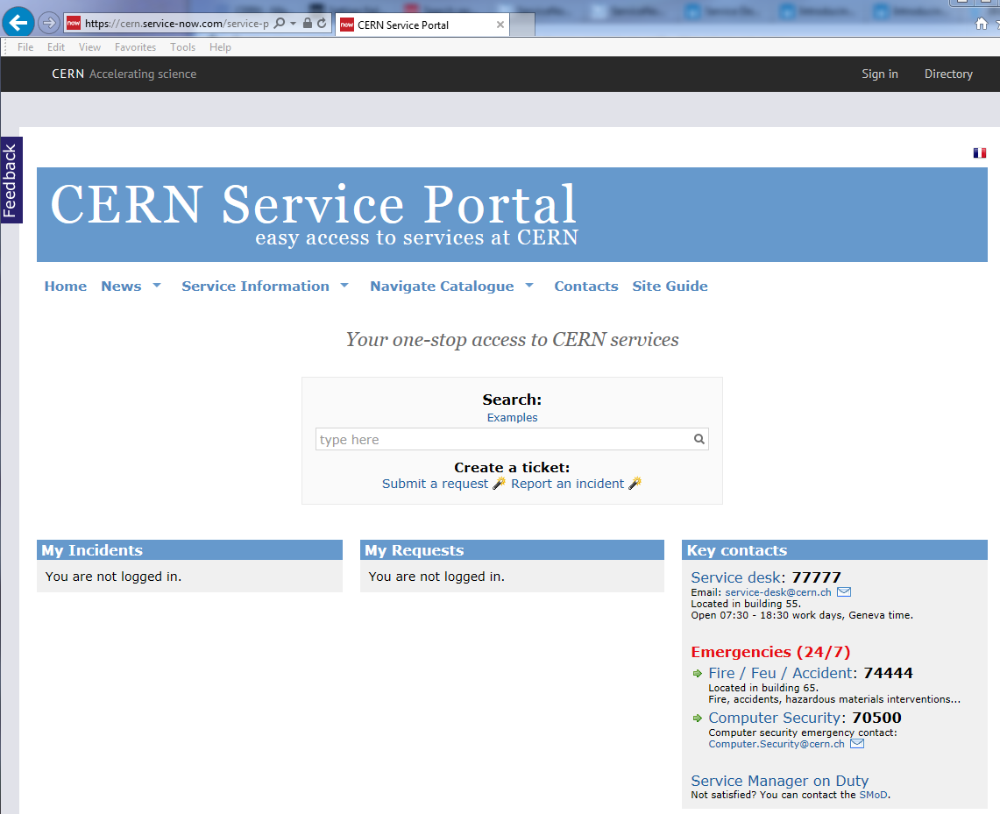 https://cern.service-now.com/service-p
now CERN Service Portal
File Edit View Favorites Tools Help
CERN Accelerating science
Sign in Directory
Feedback
CERN Service Portal
easy access to services at CERN
Home News Service Information Navigate Catalogue Contacts Site Guide
Your one-stop access to CERN services
Search:
Examples
type here
Create a ticket:
Submit a request Report an incident
My Incidents
You are not logged in.
My Requests
You are not logged in.
Key contacts
Service desk: 77777
Email: service-desk@cern.ch
Located in building 55.
Open 07:30 - 18:30 work days, Geneva time.
Emergencies (24/7)
Fire / Feu / Accident: 74444
Located in building 65.
Fire, accidents, hazardous materials interventions...
Computer Security: 70500
Computer security emergency contact:
Computer.Security@cern.ch
Service Manager on Duty
Not satisfied? You can contact the SMoD.